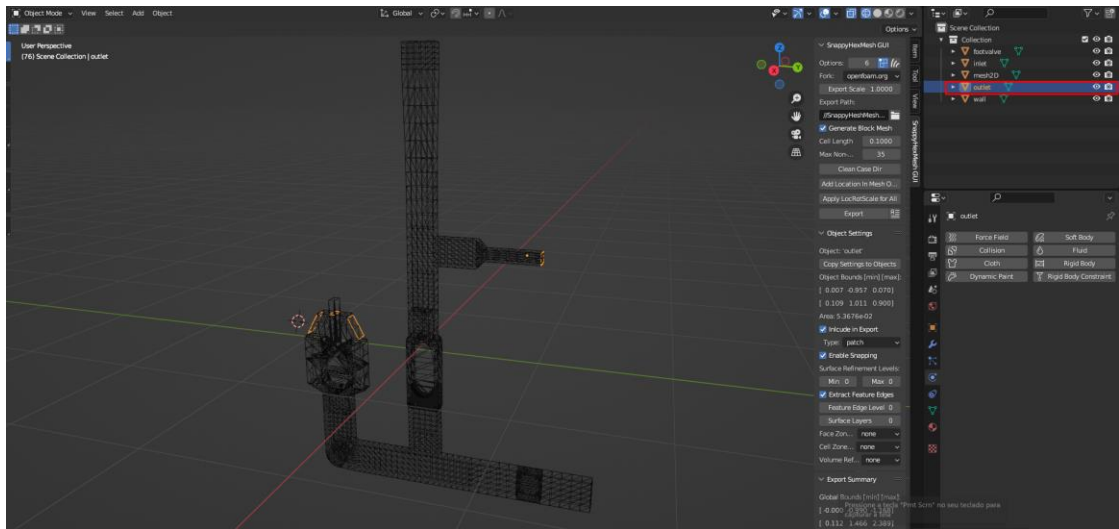 Object Mode View Select Add Object
Global
Options
User Perspective
(76) Scene Collection | outlet
Z
Y
X
SnappyHexMesh GUI
Options: 6
Fork: openfoam.org
Export Scale 1.0000
Export Path:
//SnappyHexMesh...
Generate Block Mesh
Cell Length 0.1000
Max Non-... 35
Clean Case Dir
Add Location In Mesh O...
Apply LocRotScale for All
Export
Object Settings
Object: 'outlet'
Copy Settings to Objects
Object Bounds [min] [max]:
[ 0.007 -0.957 0.070]
[ 0.109 1.011 0.900]
Area: 5.3676e-02
Include in Export
Type: patch
Enable Snapping
Surface Refinement Levels:
Min 0 Max 0
Extract Feature Edges
Feature Edge Level 0
Surface Layers 0
Face Zon... none
Cell Zone... none
Volume Ref... none
Export Summary
Global Bounds [min] [max]
[ 0.112 1.466 2.389]
Pressione a tecla "Prnt Scrn" no seu teclado para
capturar a tela
Item
Tool
View
SnappyHexMesh GUI
Scene Collection
Collection
footvalve
inlet
mesh2D
outlet
wall
outlet
Force Field Soft Body
Collision Fluid
Cloth Rigid Body
Dynamic Paint Rigid Body Constraint